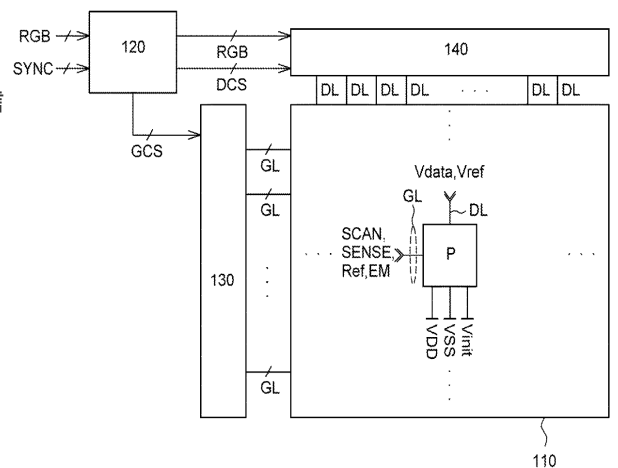 RGB
SYNC
120
RGB
DCS
140
GCS
DL DL DL DL · · · DL DL
130
GL
GL
GL
Vdata,Vref
GL
DL
SCAN,
SENSE,
Ref,EM
P
VDD
VSS
Vinit
110